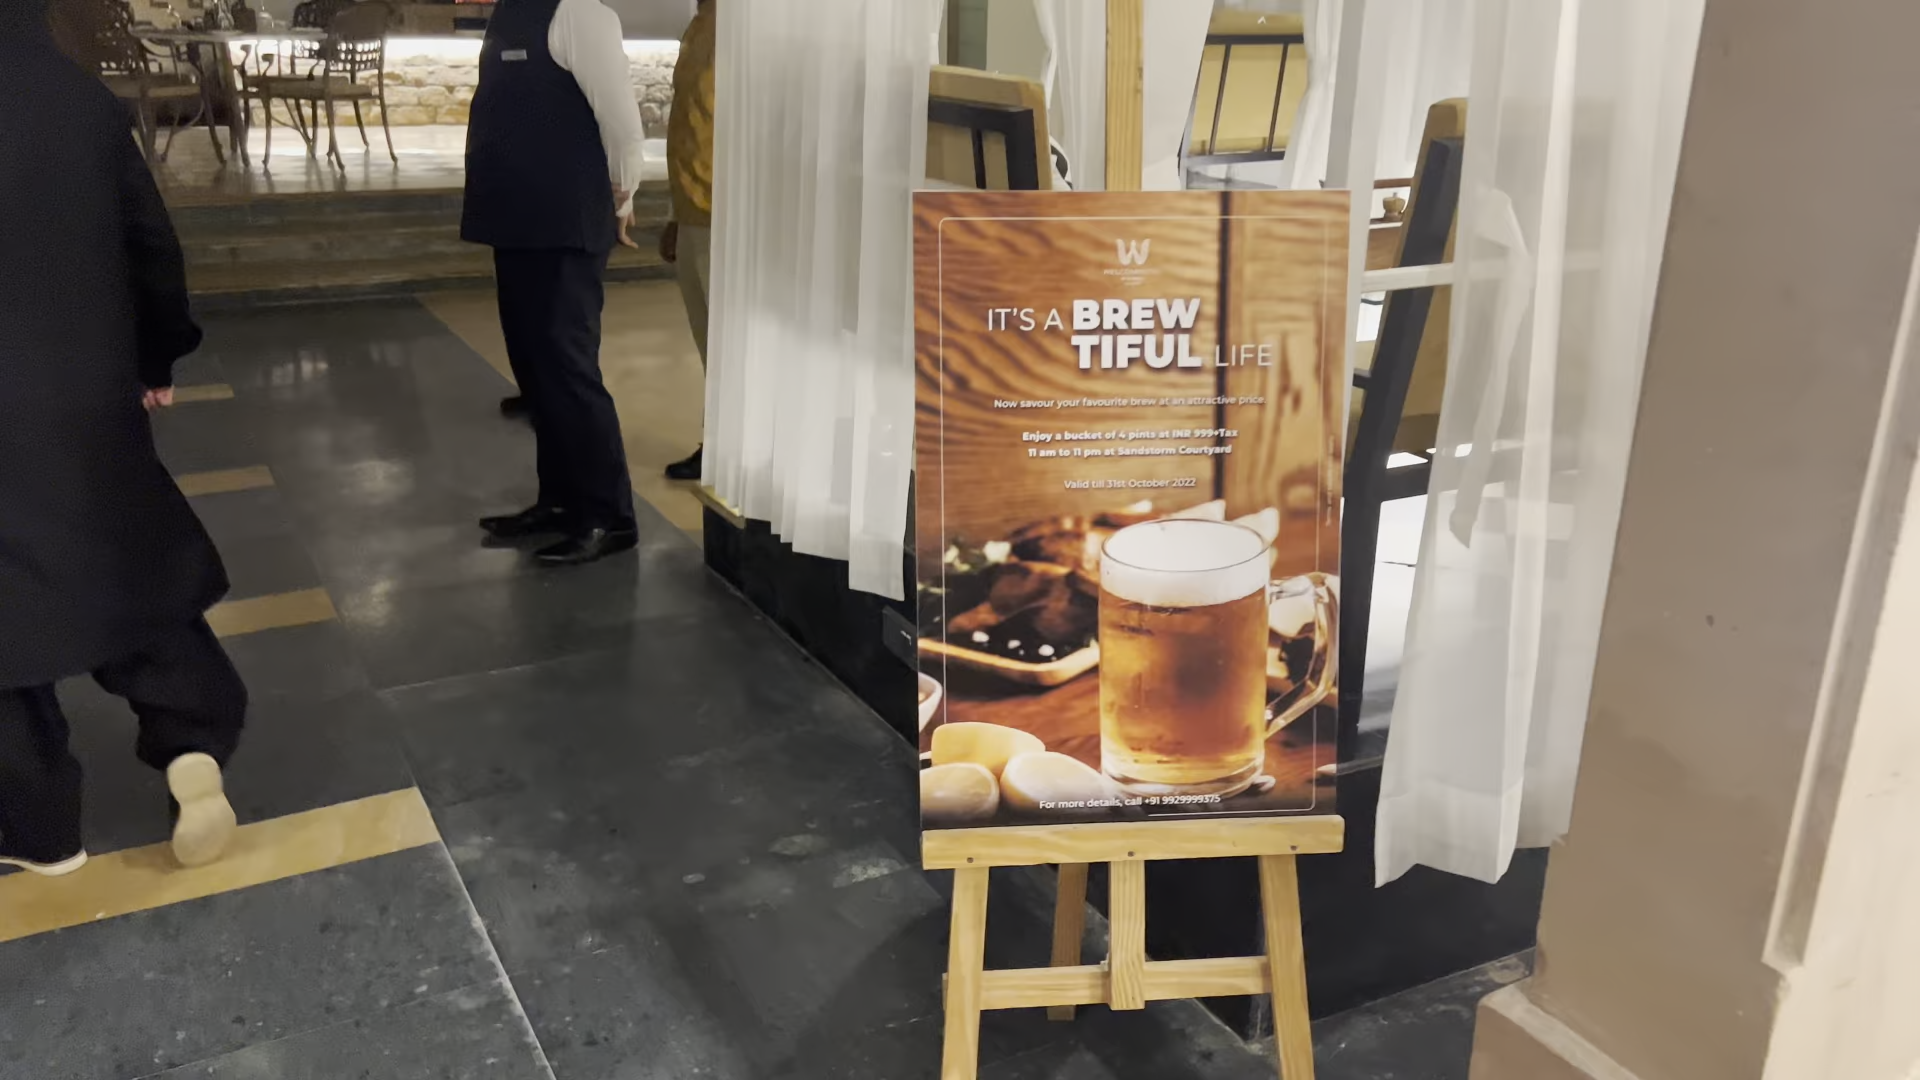 W
IT'S A BREW
TIFUL LIFE
Now savour your favourite brew at an attractive price.
Enjoy a bucket of 4 pints at INR 999+Tax
11 am to 11 pm at Sandstorm Courtyard
Valid till 31st October 2022
For more details, call +91 9929999375